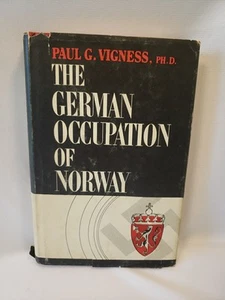 PAUL G. VIGNESS, PH.D.
THE
GERMAN
OCCUPATION
OF
NORWAY